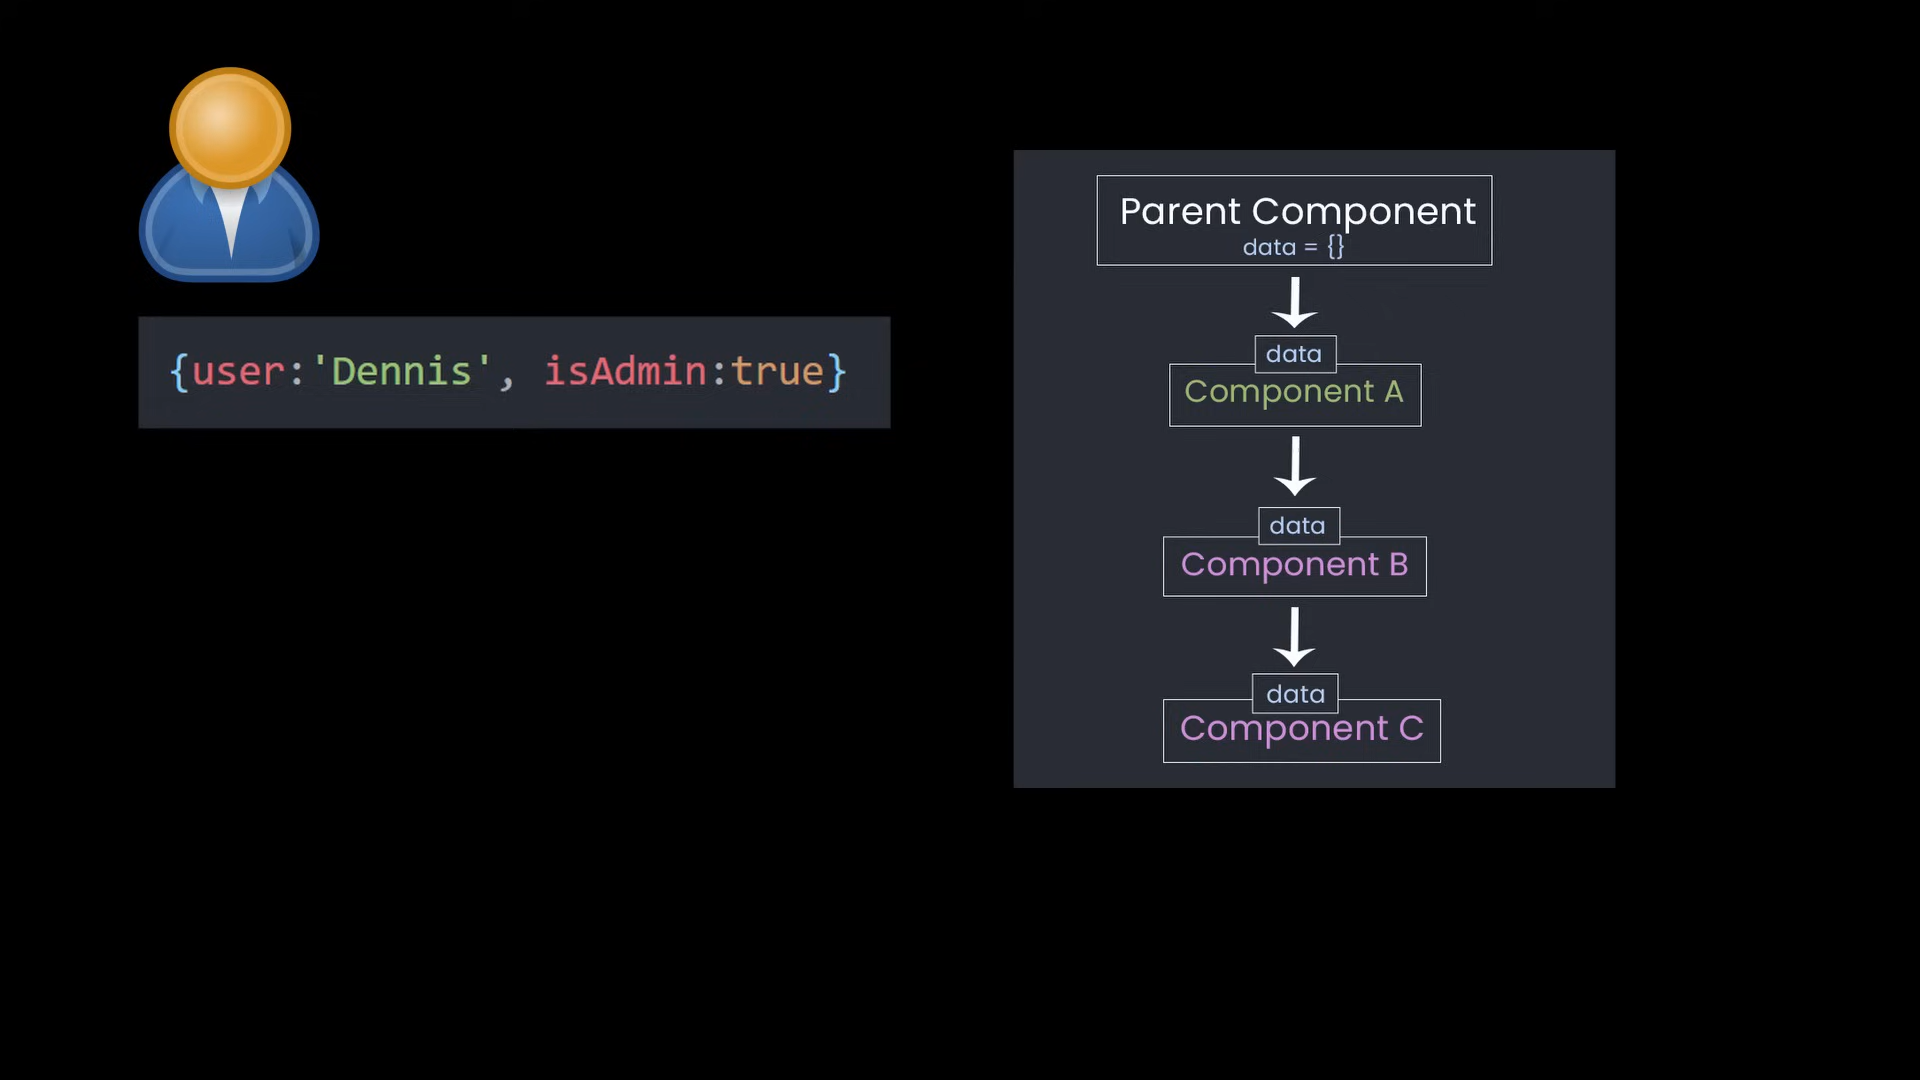 {user:'Dennis', isAdmin:true}
Parent Component
data = {}
data
Component A
data
Component B
data
Component C